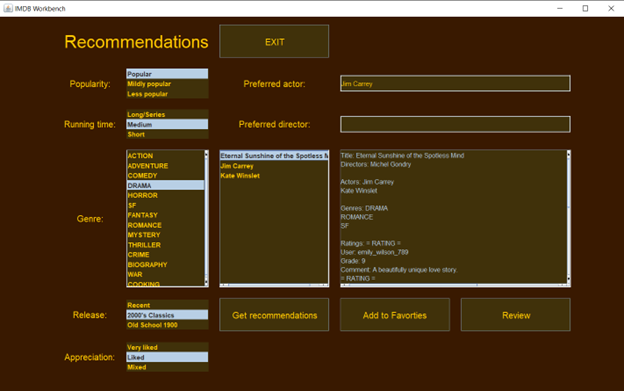 IMDB Workbench
Recommendations
EXIT
Popularity:
Popular
Mildly popular
Less popular
Preferred actor:
Jim Carrey
Running time:
Long/Series
Medium
Short
Preferred director:
Genre:
ACTION
ADVENTURE
COMEDY
DRAMA
HORROR
SF
FANTASY
ROMANCE
MYSTERY
THRILLER
CRIME
BIOGRAPHY
WAR
COOKING
Eternal Sunshine of the Spotless M
Jim Carrey
Kate Winslet
Title: Eternal Sunshine of the Spotless Mind
Directors: Michel Gondry
Actors: Jim Carrey
Kate Winslet
Genres: DRAMA
ROMANCE
SF
Ratings: = RATING =
User: emily_wilson_789
Grade: 9
Comment: A beautifully unique love story.
= RATING =
Release:
Recent
2000's Classics
Old School 1900
Get recommendations
Add to Favorties
Review
Appreciation:
Very liked
Liked
Mixed